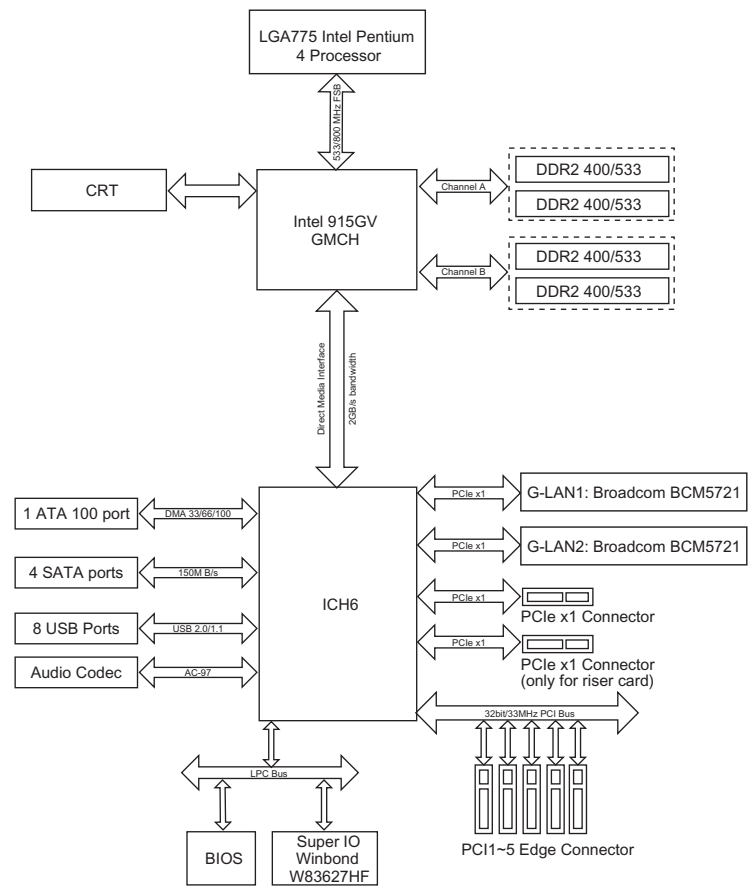 LGA775 Intel Pentium
4 Processor
533/800 MHz FSB
CRT
Intel 915GV
GMCH
Channel A
DDR2 400/533
DDR2 400/533
Channel B
DDR2 400/533
DDR2 400/533
Direct Media Interface
2GB/s bandwidth
1 ATA 100 port
DMA 33/66/100
4 SATA ports
150M B/s
8 USB Ports
USB 2.0/1.1
Audio Codec
AC-97
ICH6
PCIe x1
G-LAN1: Broadcom BCM5721
PCIe x1
G-LAN2: Broadcom BCM5721
PCIe x1
PCIe x1 Connector
PCIe x1
PCIe x1 Connector
(only for riser card)
32bit/33MHz PCI Bus
PCI1~5 Edge Connector
LPC Bus
BIOS
Super IO
Winbond
W83627HF